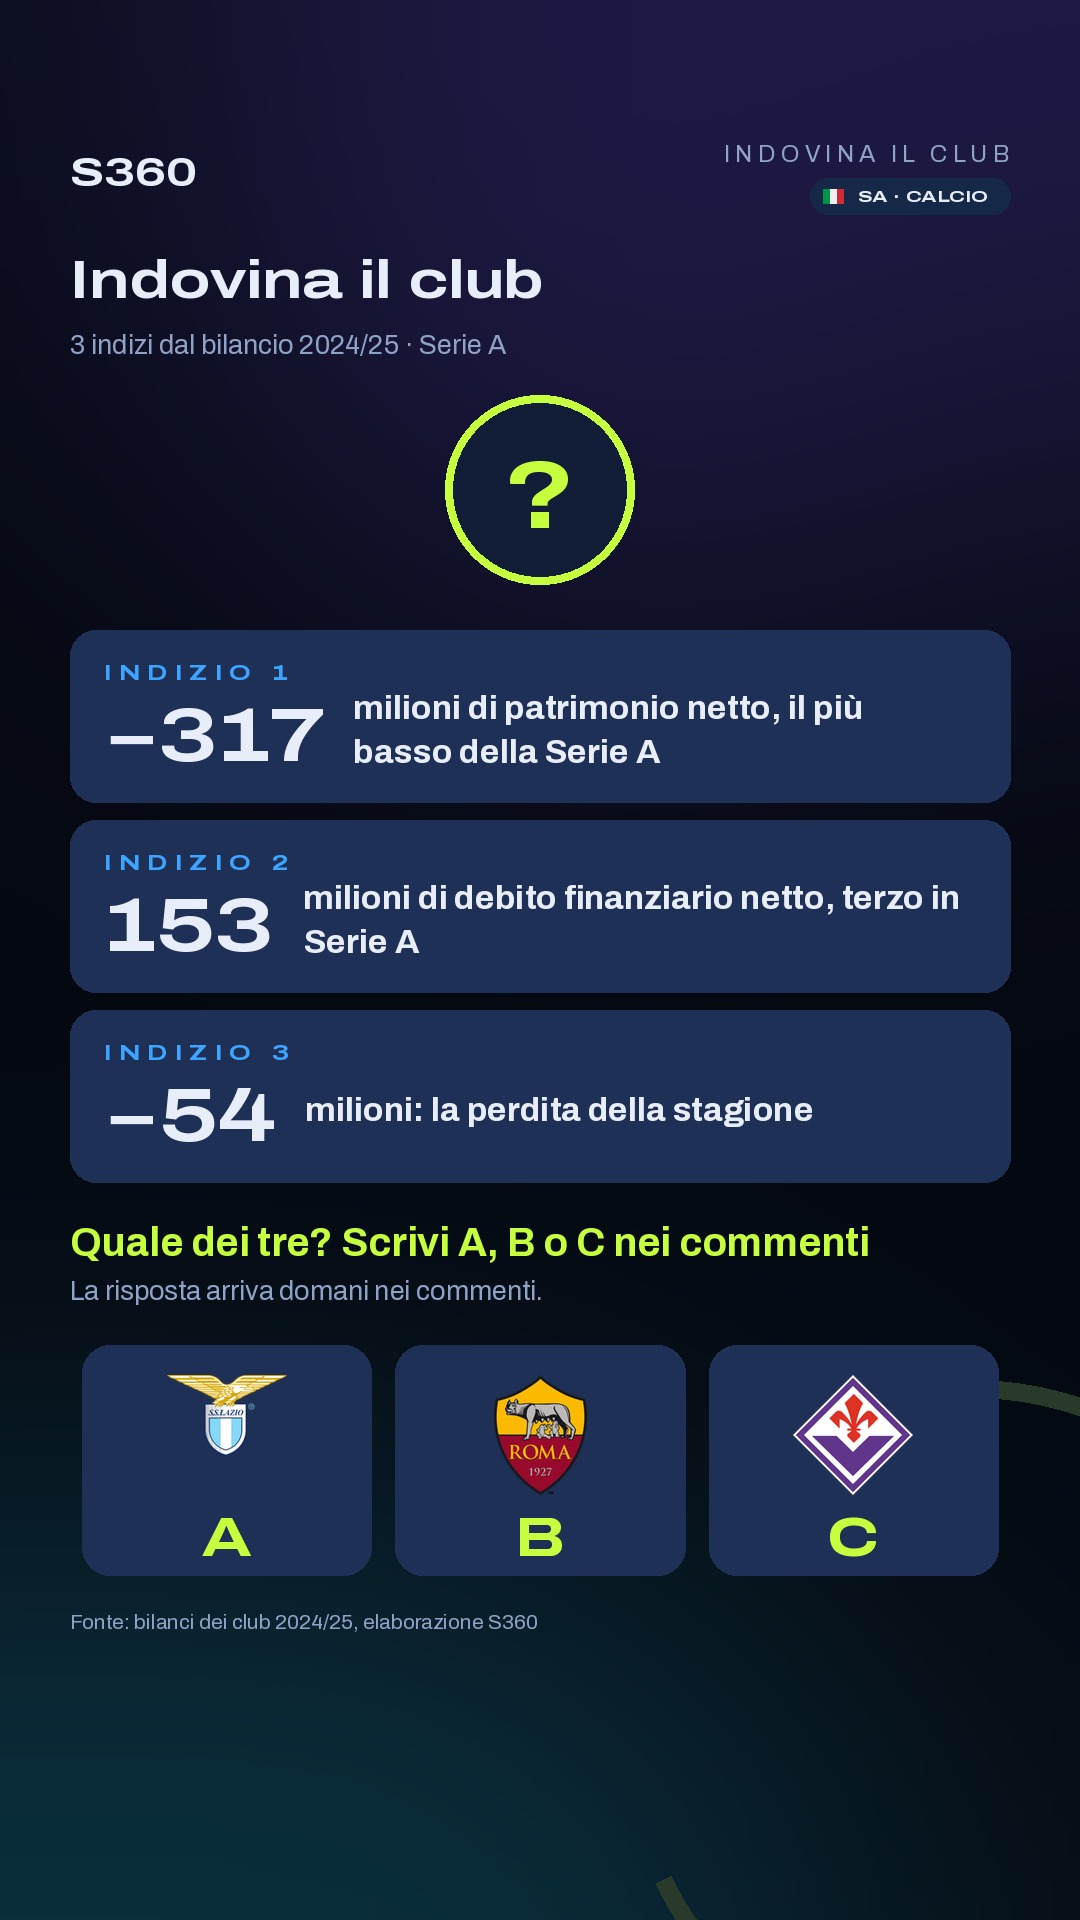 S360
INDOVINA IL CLUB
SA · CALCIO
Indovina il club
3 indizi dal bilancio 2024/25 · Serie A
?
INDIZIO 1
–317
milioni di patrimonio netto, il più
basso della Serie A
INDIZIO 2
153
milioni di debito finanziario netto, terzo in
Serie A
INDIZIO 3
–54
milioni: la perdita della stagione
Quale dei tre? Scrivi A, B o C nei commenti
La risposta arriva domani nei commenti.
S.S.LAZIO
®
A
ROMA
1927
B
C
Fonte: bilanci dei club 2024/25, elaborazione S360